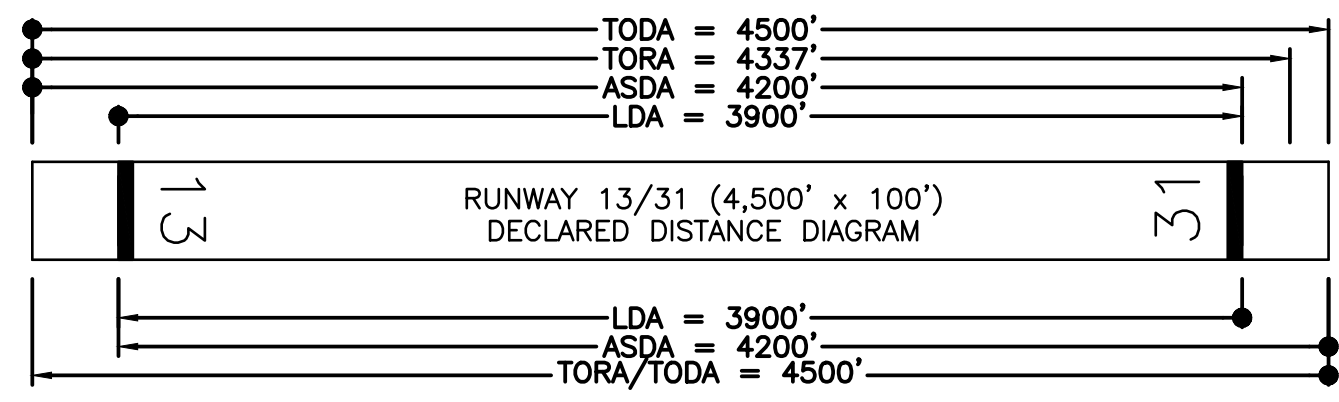 TODA = 4500'
TORA = 4337'
ASDA = 4200'
LDA = 3900'
13
RUNWAY 13/31 (4,500' x 100')
DECLARED DISTANCE DIAGRAM
31
LDA = 3900'
ASDA = 4200'
TORA/TODA = 4500'